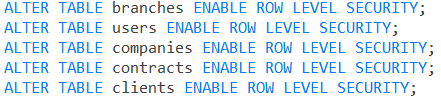 ALTER TABLE branches ENABLE ROW LEVEL SECURITY;
ALTER TABLE users ENABLE ROW LEVEL SECURITY;
ALTER TABLE companies ENABLE ROW LEVEL SECURITY;
ALTER TABLE contracts ENABLE ROW LEVEL SECURITY;
ALTER TABLE clients ENABLE ROW LEVEL SECURITY;